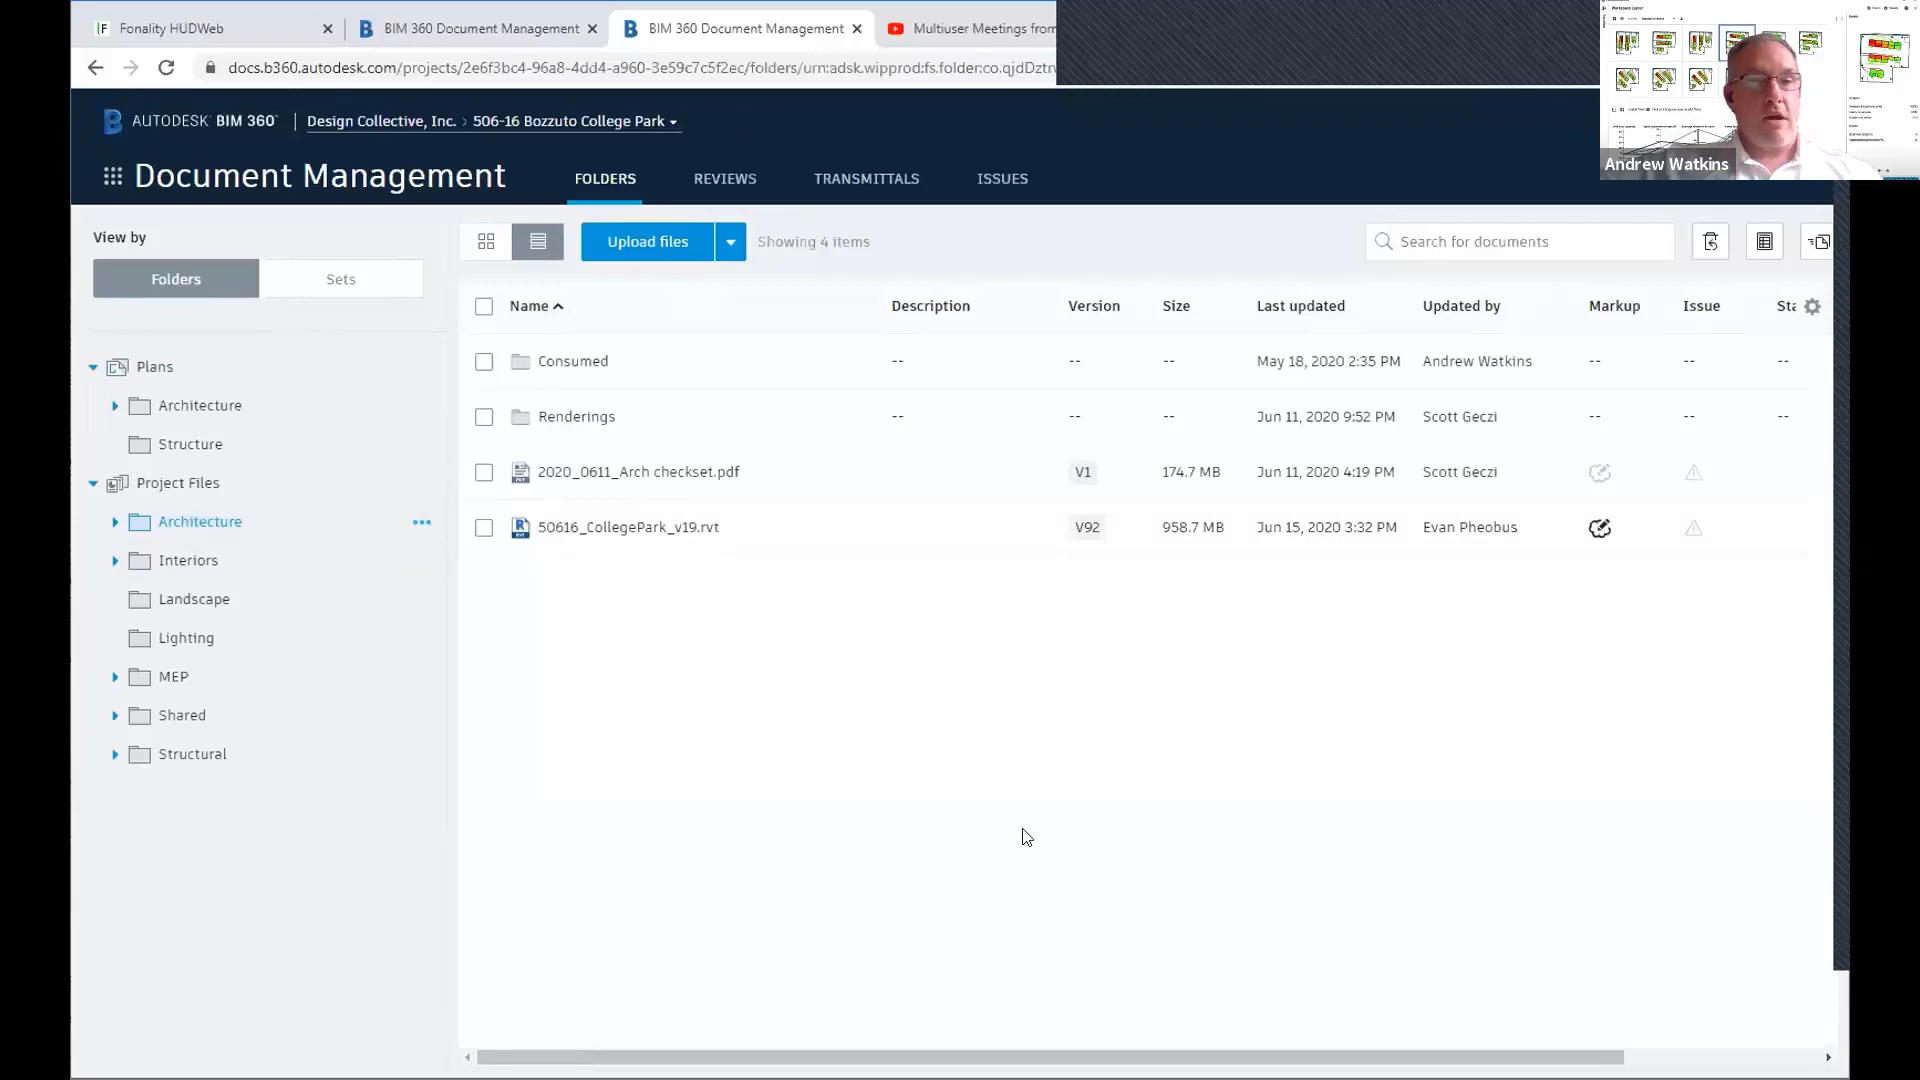 Fonality HUDWeb
BIM 360 Document Management
BIM 360 Document Management
Multiuser Meetings from
docs.b360.autodesk.com/projects/2e6f3bc4-96a8-4dd4-a960-3e59c7c5f2ec/folders/urn:adsk.wipprod:fs.folder:co.qjdDztr
AUTODESK BIM 360 | Design Collective, Inc. > 506-16 Bozzuto College Park
Document Management
FOLDERS
REVIEWS
TRANSMITTALS
ISSUES
Andrew Watkins
View by
Folders
Sets
Plans
Architecture
Structure
Project Files
Architecture
Interiors
Landscape
Lighting
MEP
Shared
Structural
Upload files
Showing 4 items
Search for documents
Name Description Version Size Last updated Updated by Markup Issue Sta
Consumed -- -- -- May 18, 2020 2:35 PM Andrew Watkins -- -- --
Renderings -- -- -- Jun 11, 2020 9:52 PM Scott Geczi -- -- --
2020_0611_Arch checkset.pdf V1 174.7 MB Jun 11, 2020 4:19 PM Scott Geczi
50616_CollegePark_v19.rvt V92 958.7 MB Jun 15, 2020 3:32 PM Evan Pheobus